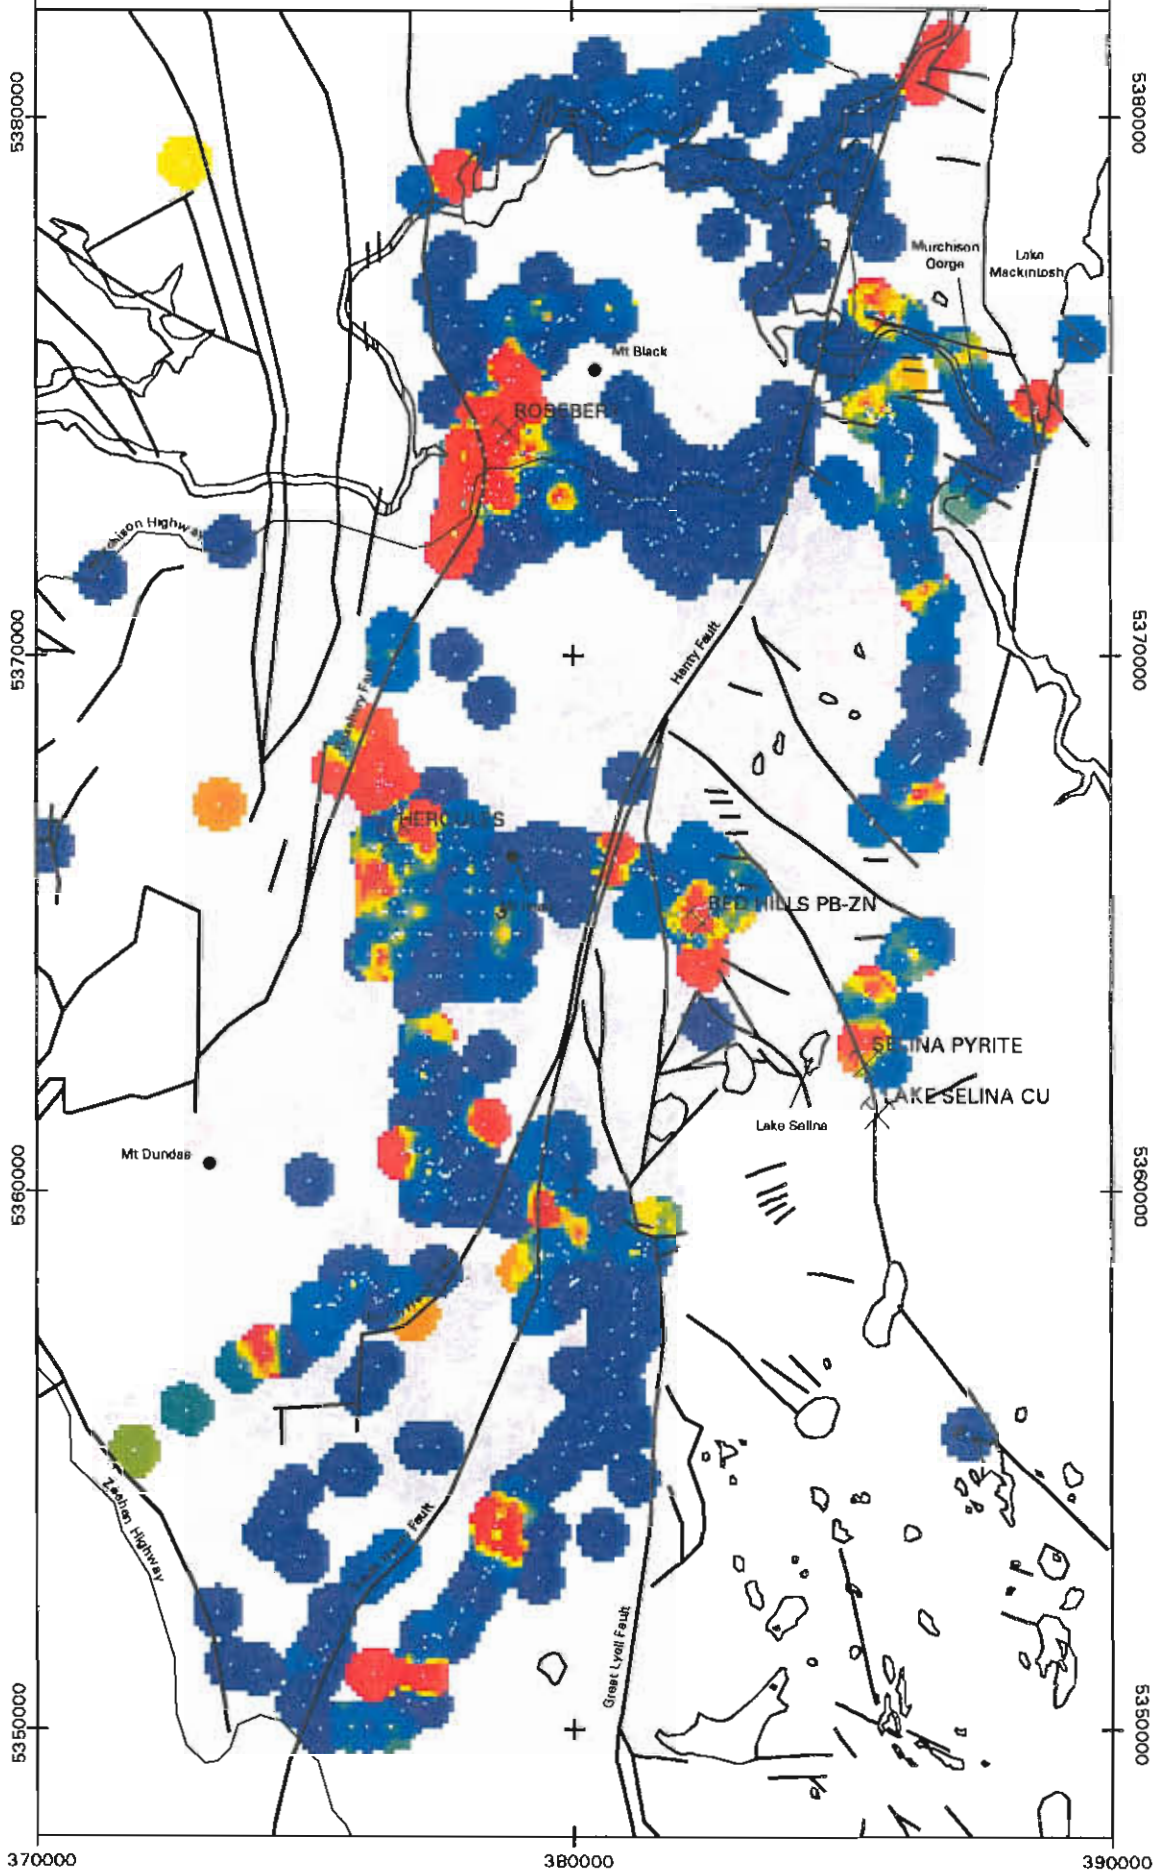 5380000
5380000
Murchison
Gorge
Lake
Mackintosh
Mt Black
ROSEBERY
Highway
5370000
5370000
Henty Fault
HERCULES
RED HILLS PB-ZN
SELINA PYRITE
LAKE SELINA CU
Lake Selina
Mt Dundas
5360000
5360000
Zeehan Highway
Fault
Great Lyell Fault
5350000
5350000
370000
380000
390000